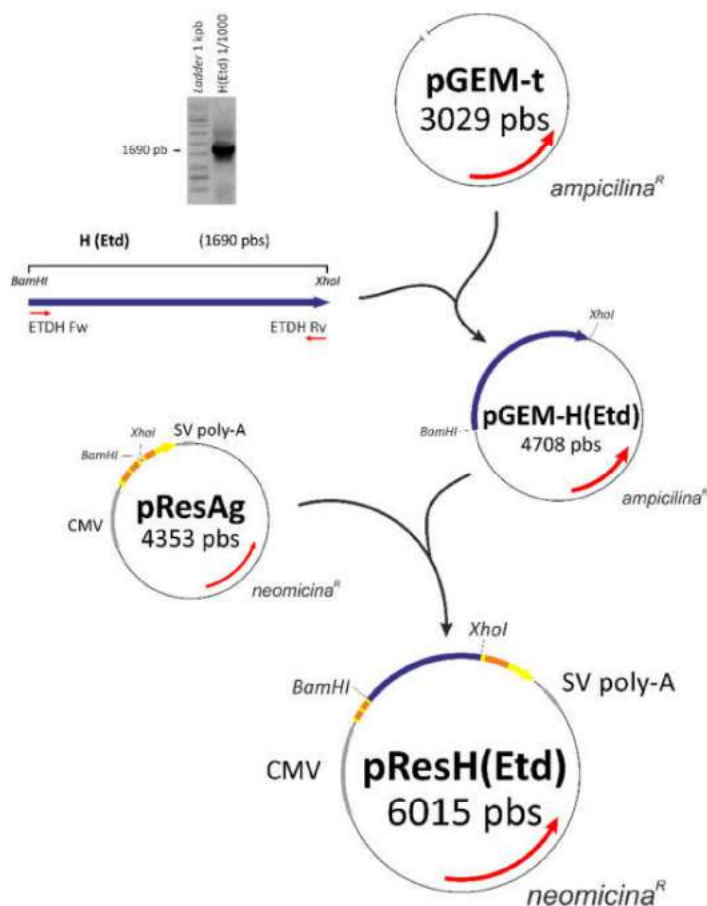 Ladder 1 kpb
H(Etd) 1/1000
1690 pb
pGEM-t
3029 pbs
ampicilina^R
H (Etd) (1690 pbs)
BamHI XhoI
ETDH Fw ETDH Rv
XhoI
BamHI
pGEM-H(Etd)
4708 pbs
ampicilina^R
SV poly-A
XhoI
BamHI
CMV
pResAg
4353 pbs
neomicina^R
XhoI
BamHI
SV poly-A
CMV
pResH(Etd)
6015 pbs
neomicina^R